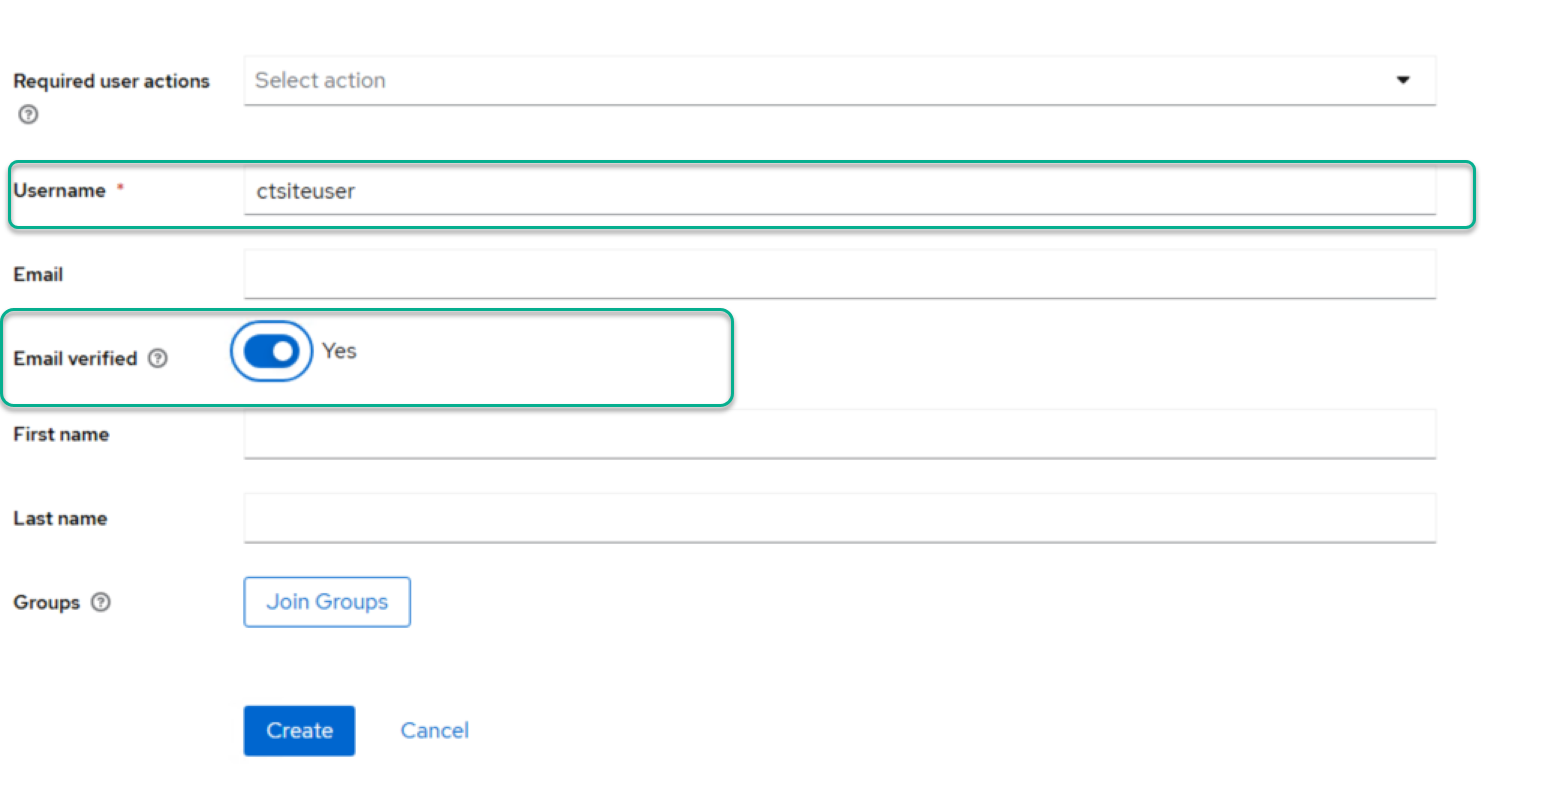 Required user actions
Select action
Username *
ctsiteuser
Email
Email verified
Yes
First name
Last name
Groups
Join Groups
Create
Cancel